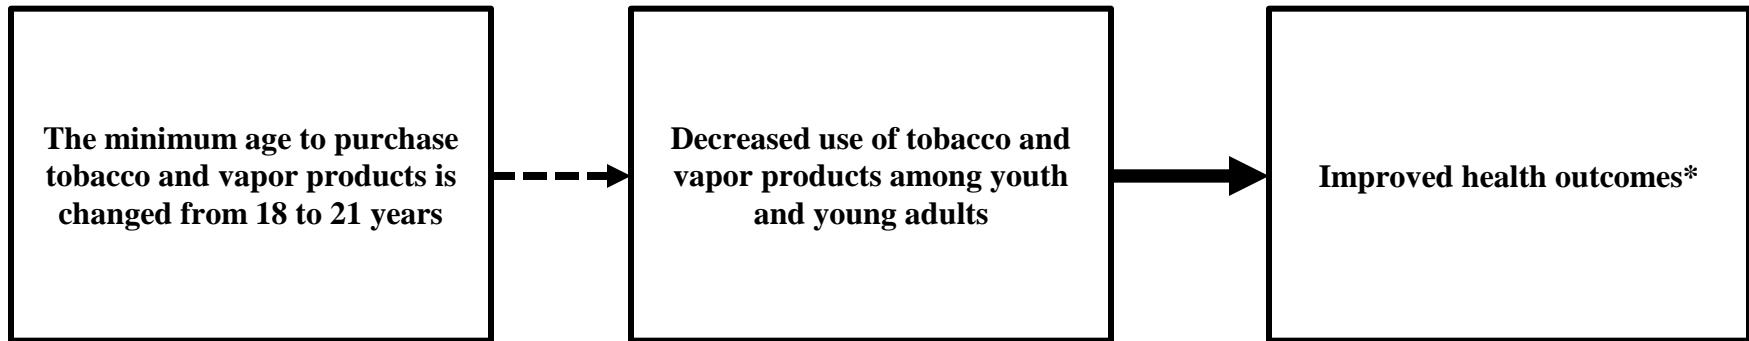 The minimum age to purchase
tobacco and vapor products is
changed from 18 to 21 years
Decreased use of tobacco and
vapor products among youth
and young adults
Improved health outcomes*